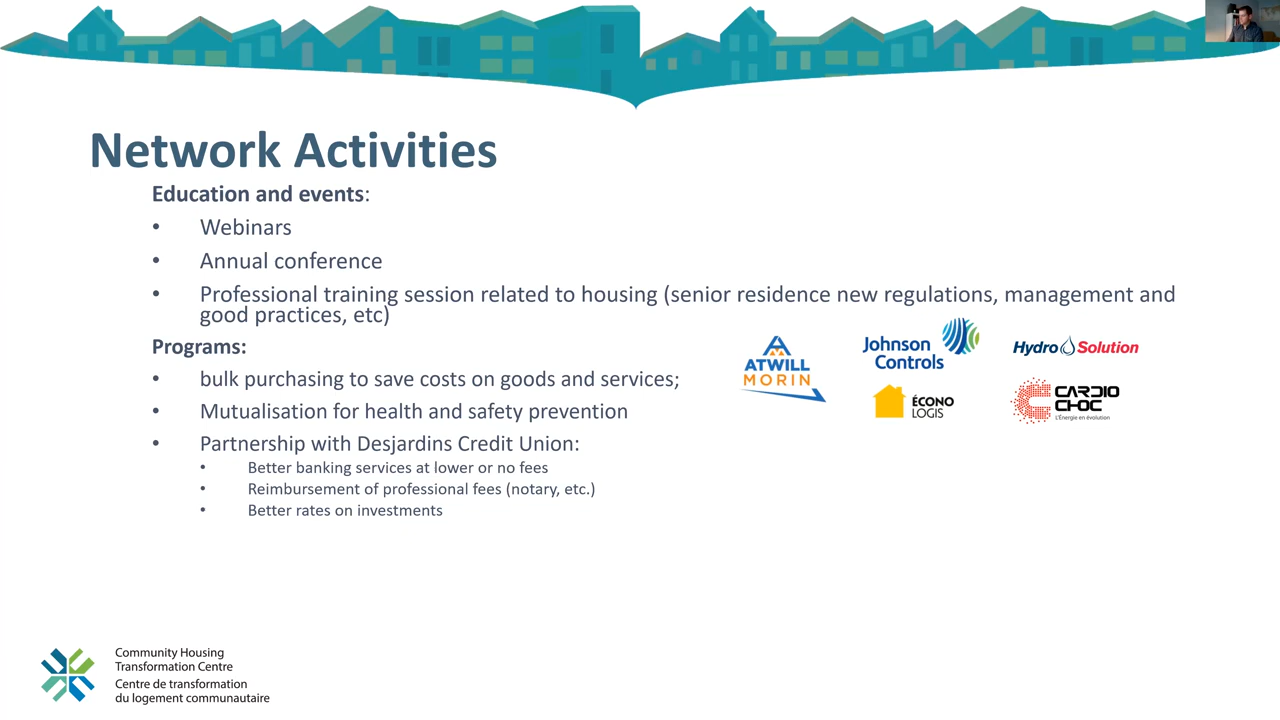 Network Activities
Education and events:
• Webinars
• Annual conference
• Professional training session related to housing (senior residence new regulations, management and
good practices, etc)
Programs:
• bulk purchasing to save costs on goods and services;
• Mutualisation for health and safety prevention
• Partnership with Desjardins Credit Union:
• Better banking services at lower or no fees
• Reimbursement of professional fees (notary, etc.)
• Better rates on investments
ATWILL
MORIN
Johnson
Controls
Hydro Solution
ÉCONO
LOGIS
CARDIO
CHOC
L'Énergie en évolution
Community Housing
Transformation Centre
Centre de transformation
du logement communautaire